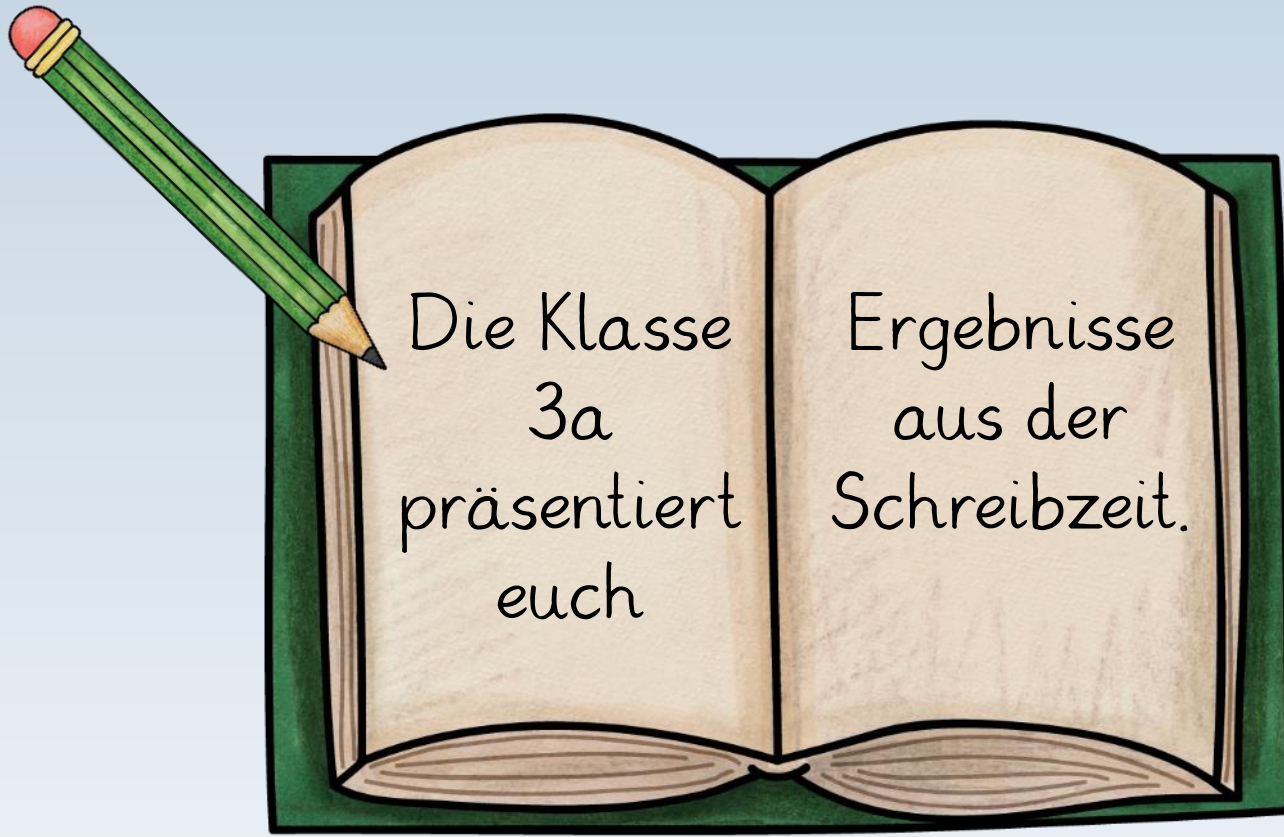 Die Klasse
3a
präsentiert
euch
Ergebnisse
aus der
Schreibzeit.